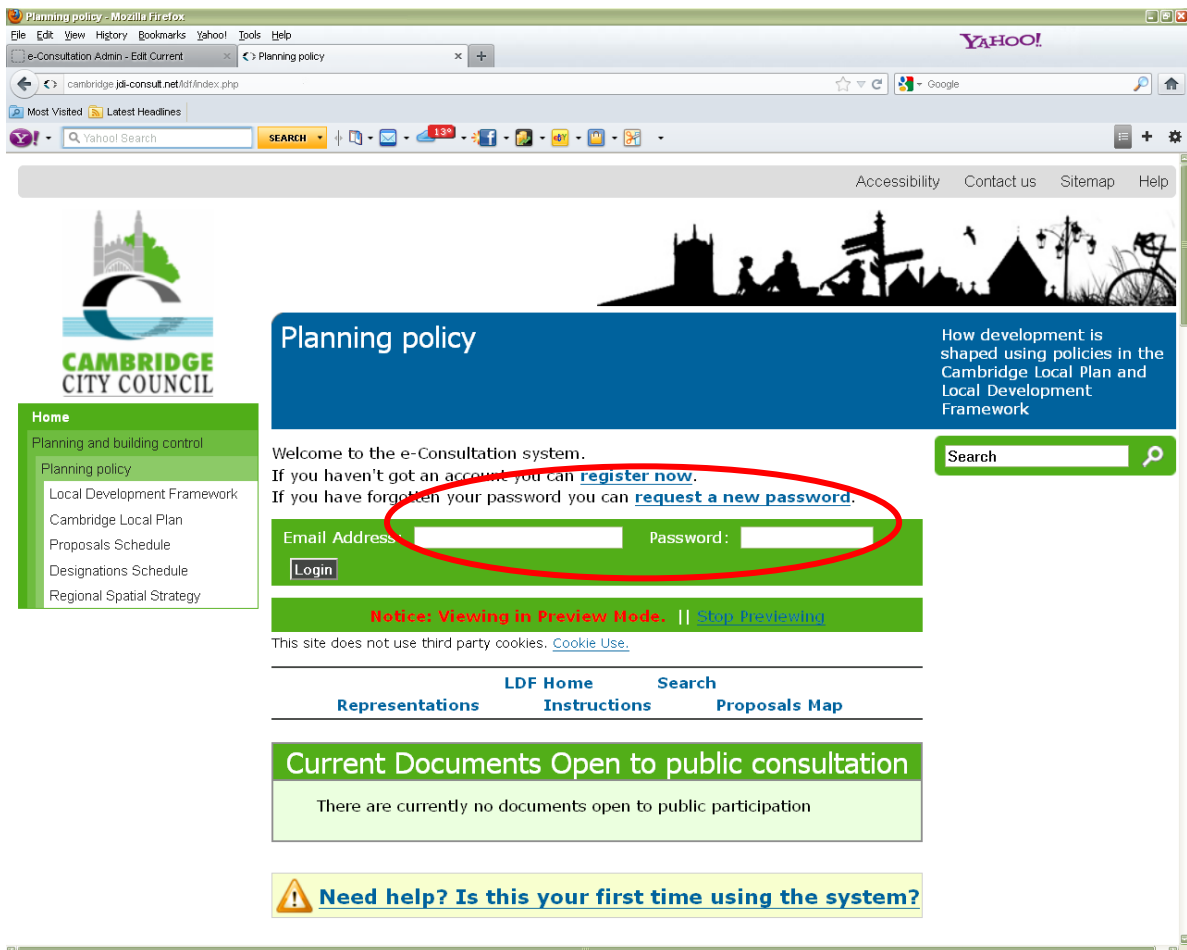 Planning policy - Mozilla Firefox
File Edit View History Bookmarks Yahoo! Tools Help
YAHOO!
e-Consultation Admin - Edit Current
Planning policy
cambridge.jdi-consult.net/ldf/index.php
Google
Most Visited Latest Headlines
Y! Yahoo! Search SEARCH 13°
Accessibility Contact us Sitemap Help
CAMBRIDGE
CITY COUNCIL
Planning policy
How development is
shaped using policies in the
Cambridge Local Plan and
Local Development
Framework
Home
Planning and building control
Planning policy
Local Development Framework
Cambridge Local Plan
Proposals Schedule
Designations Schedule
Regional Spatial Strategy
Welcome to the e-Consultation system.
If you haven't got an account you can register now.
If you have forgotten your password you can request a new password.
Search
Email Address: Password:
Login
Notice: Viewing in Preview Mode. || Stop Previewing
This site does not use third party cookies. Cookie Use.
LDF Home Search
Representations Instructions Proposals Map
Current Documents Open to public consultation
There are currently no documents open to public participation
Need help? Is this your first time using the system?